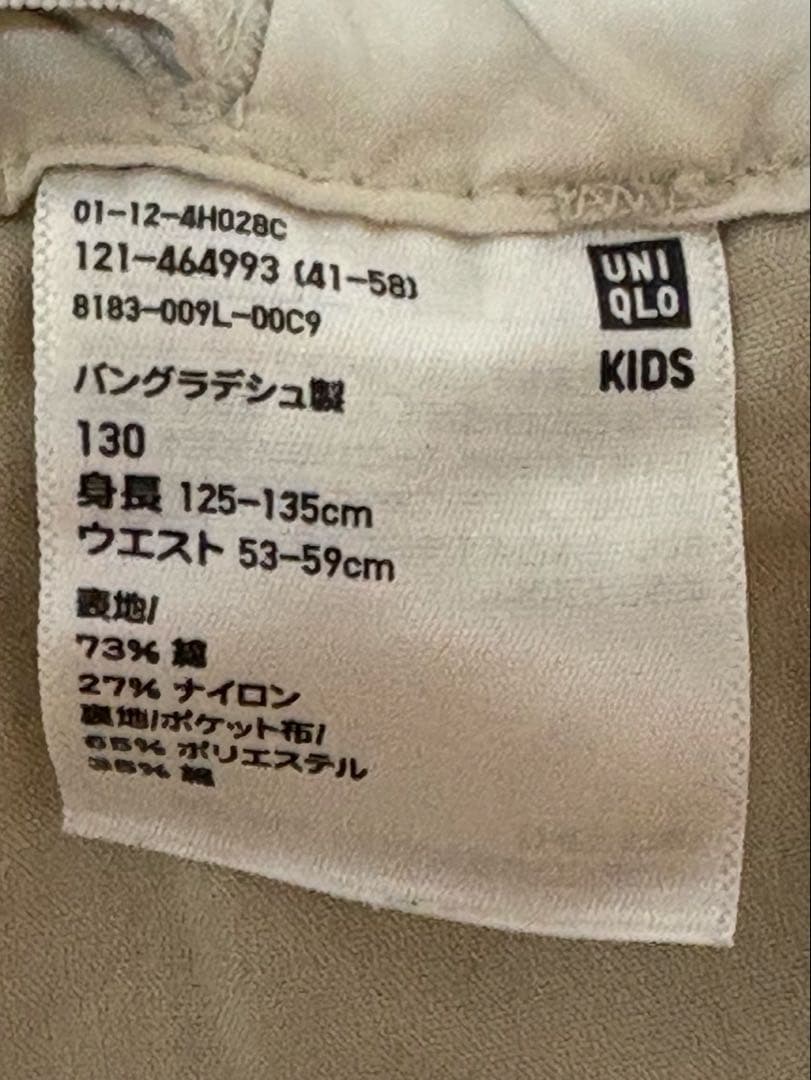 01-12-4H028C
121-464993 (41-58)
8183-009L-00C9
UNI
QLO
KIDS
バングラデシュ製
130
身長 125-135cm
ウエスト 53-59cm
表地/
73% 綿
27% ナイロン
裏地/ポケット布/
65% ポリエステル
35% 綿